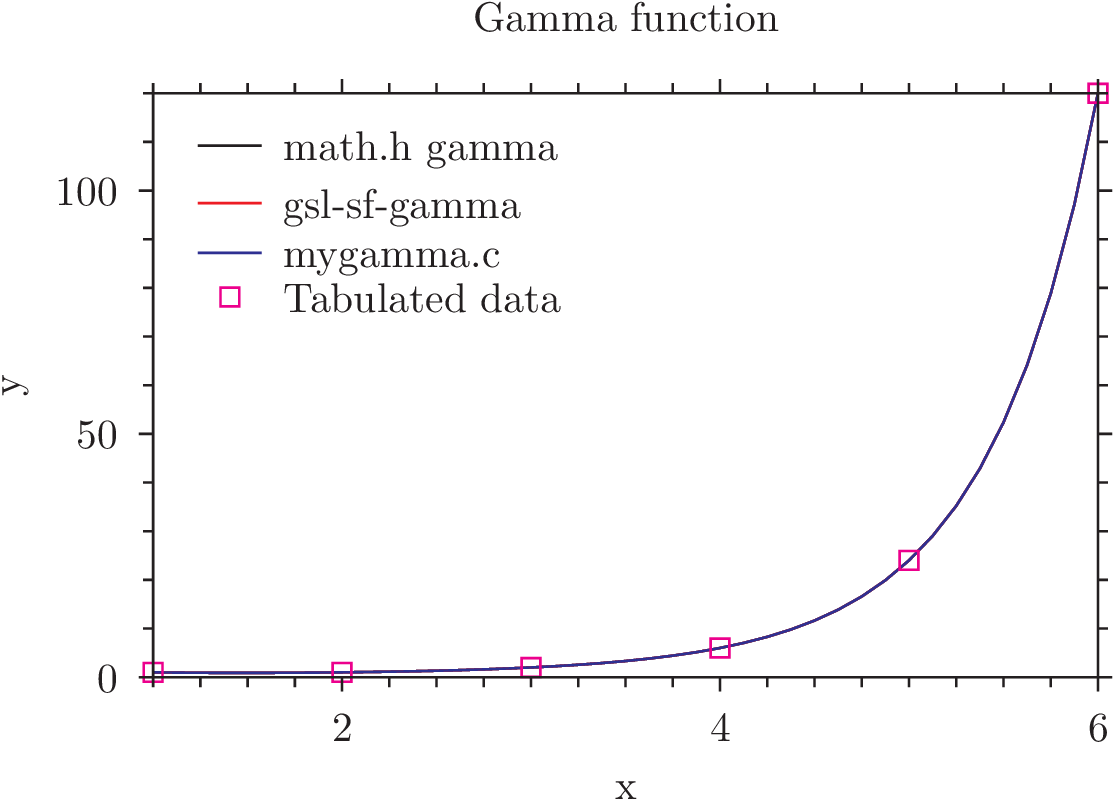 Gamma function
math.h gamma
gsl-sf-gamma
mygamma.c
Tabulated data
100
50
0
y
2 4 6
x